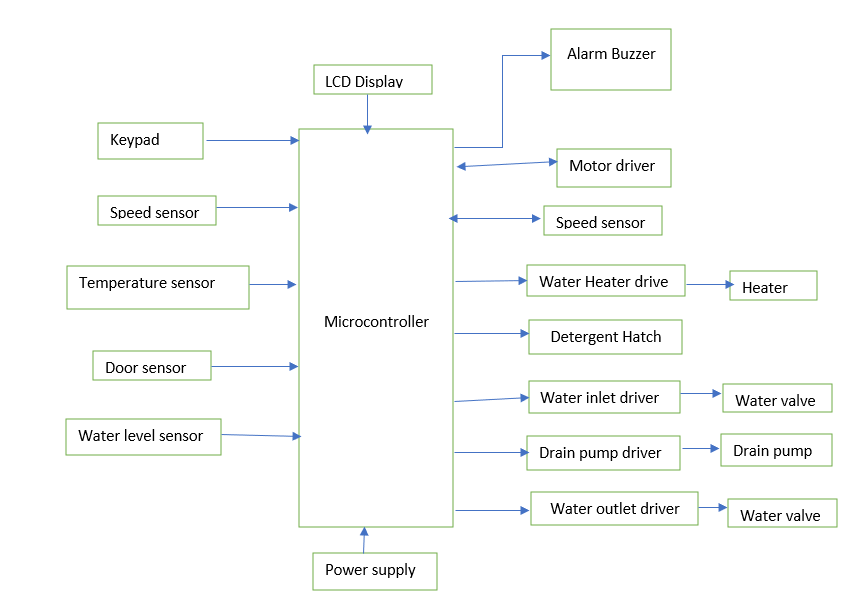 Alarm Buzzer
LCD Display
Keypad
Motor driver
Speed sensor
Speed sensor
Temperature sensor
Water Heater drive
Heater
Microcontroller
Detergent Hatch
Door sensor
Water inlet driver
Water valve
Water level sensor
Drain pump driver
Drain pump
Water outlet driver
Water valve
Power supply